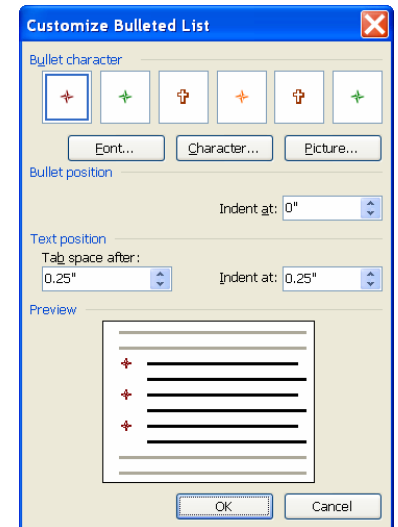 Customize Bulleted List
Bullet character
Font... Character... Picture...
Bullet position
Indent at: 0"
Text position
Tab space after:
0.25" Indent at: 0.25"
Preview
OK Cancel